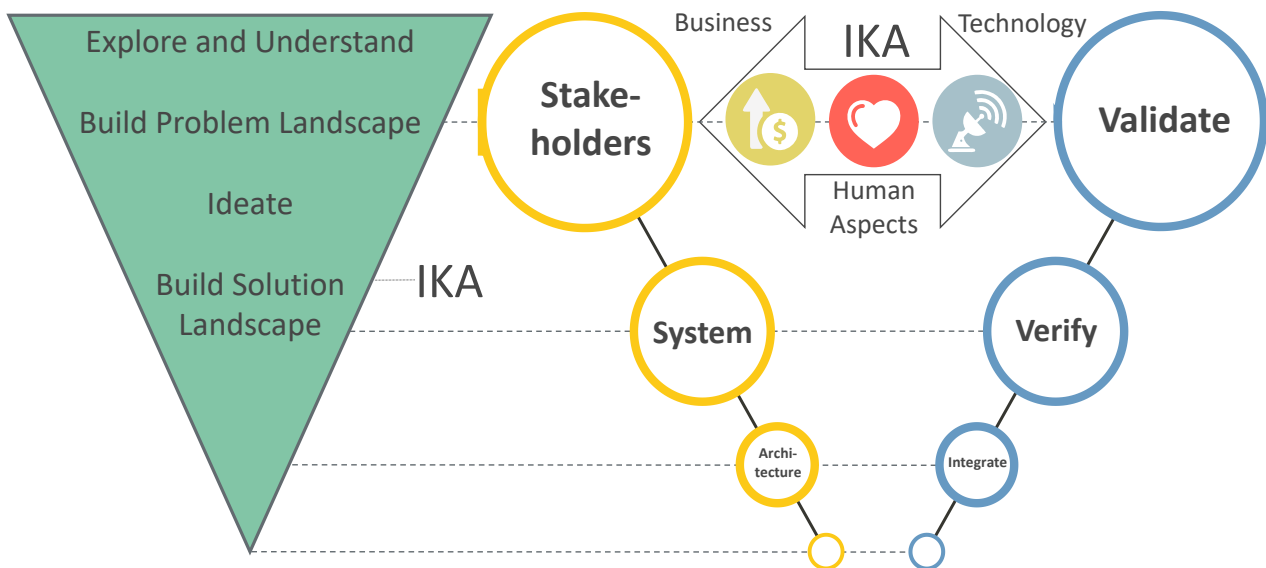 Explore and Understand
Build Problem Landscape
Ideate
Build Solution
Landscape
IKA
Stake-
holders
Business
IKA
Technology
$
Human
Aspects
Validate
System
Verify
Archi-
tecture
Integrate